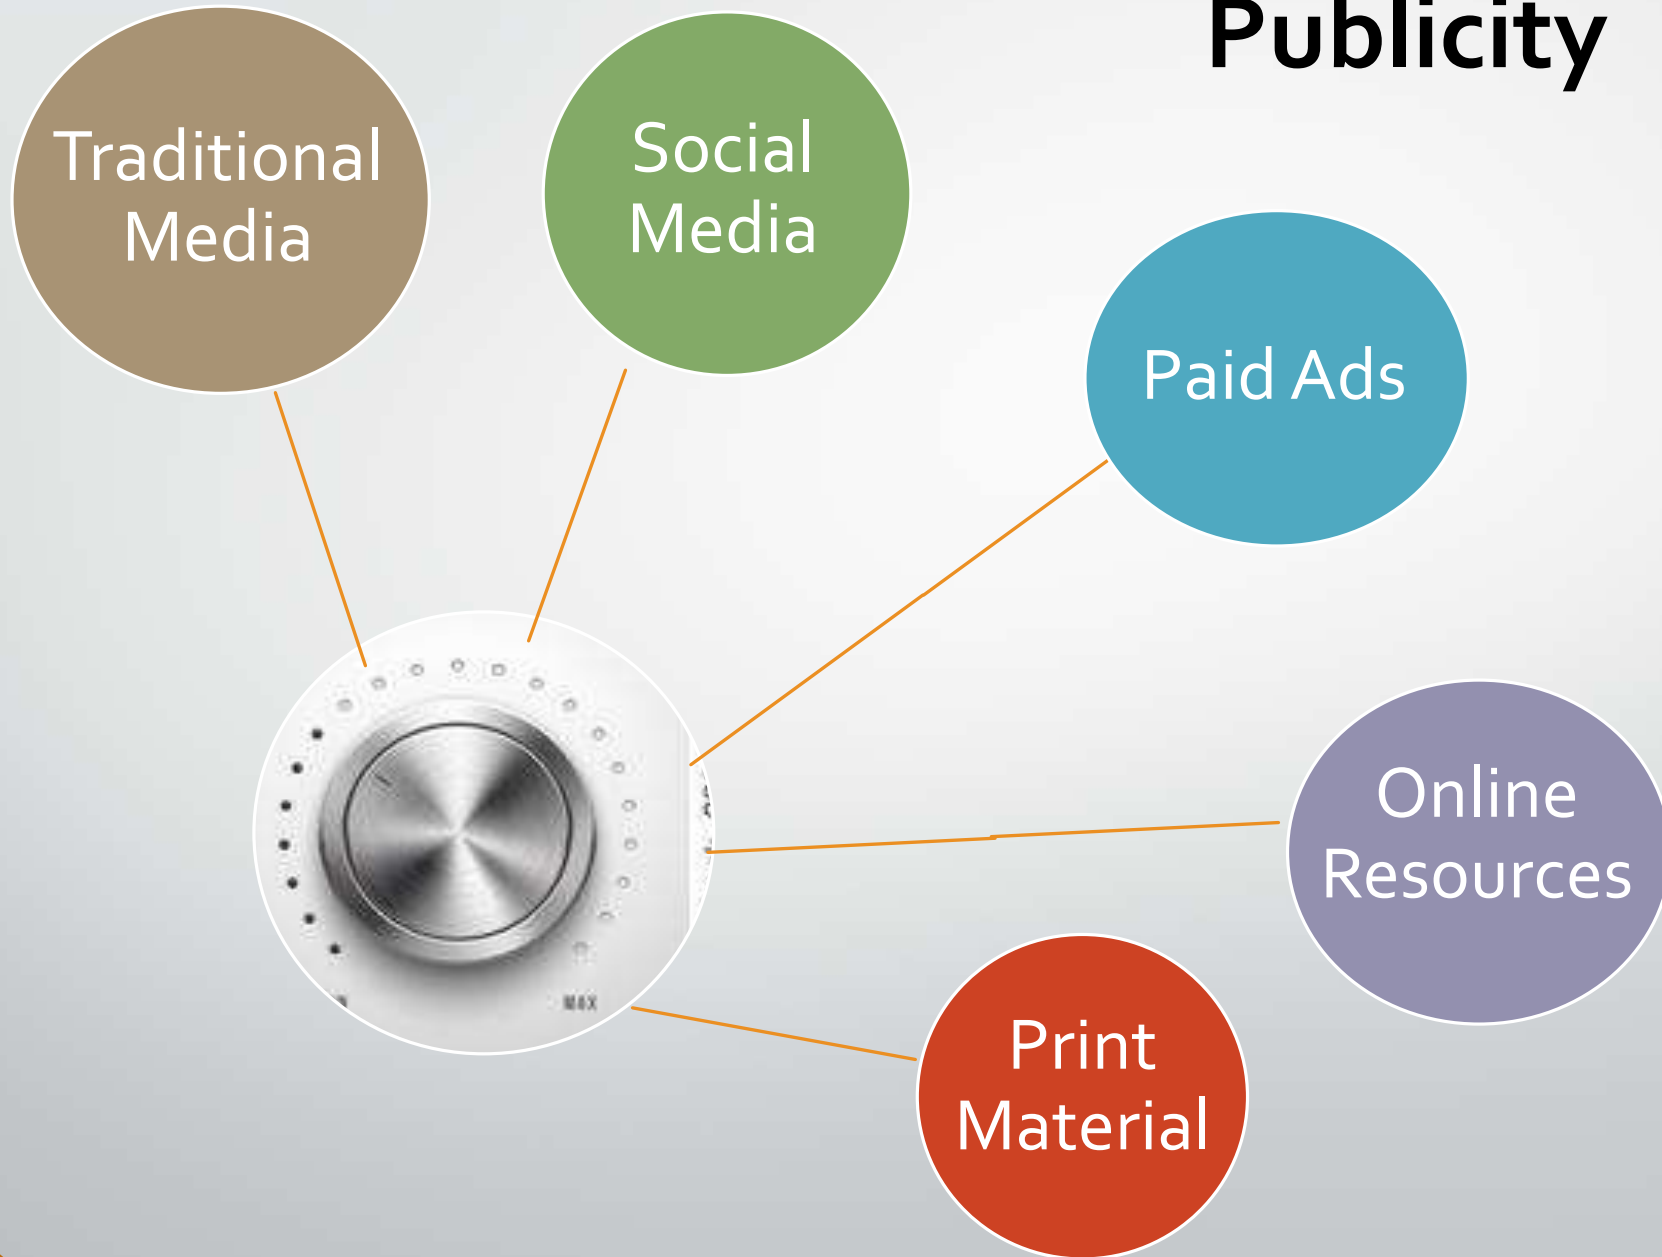 Publicity
Traditional
Media
Social
Media
Paid Ads
Online
Resources
Print
Material
MAX